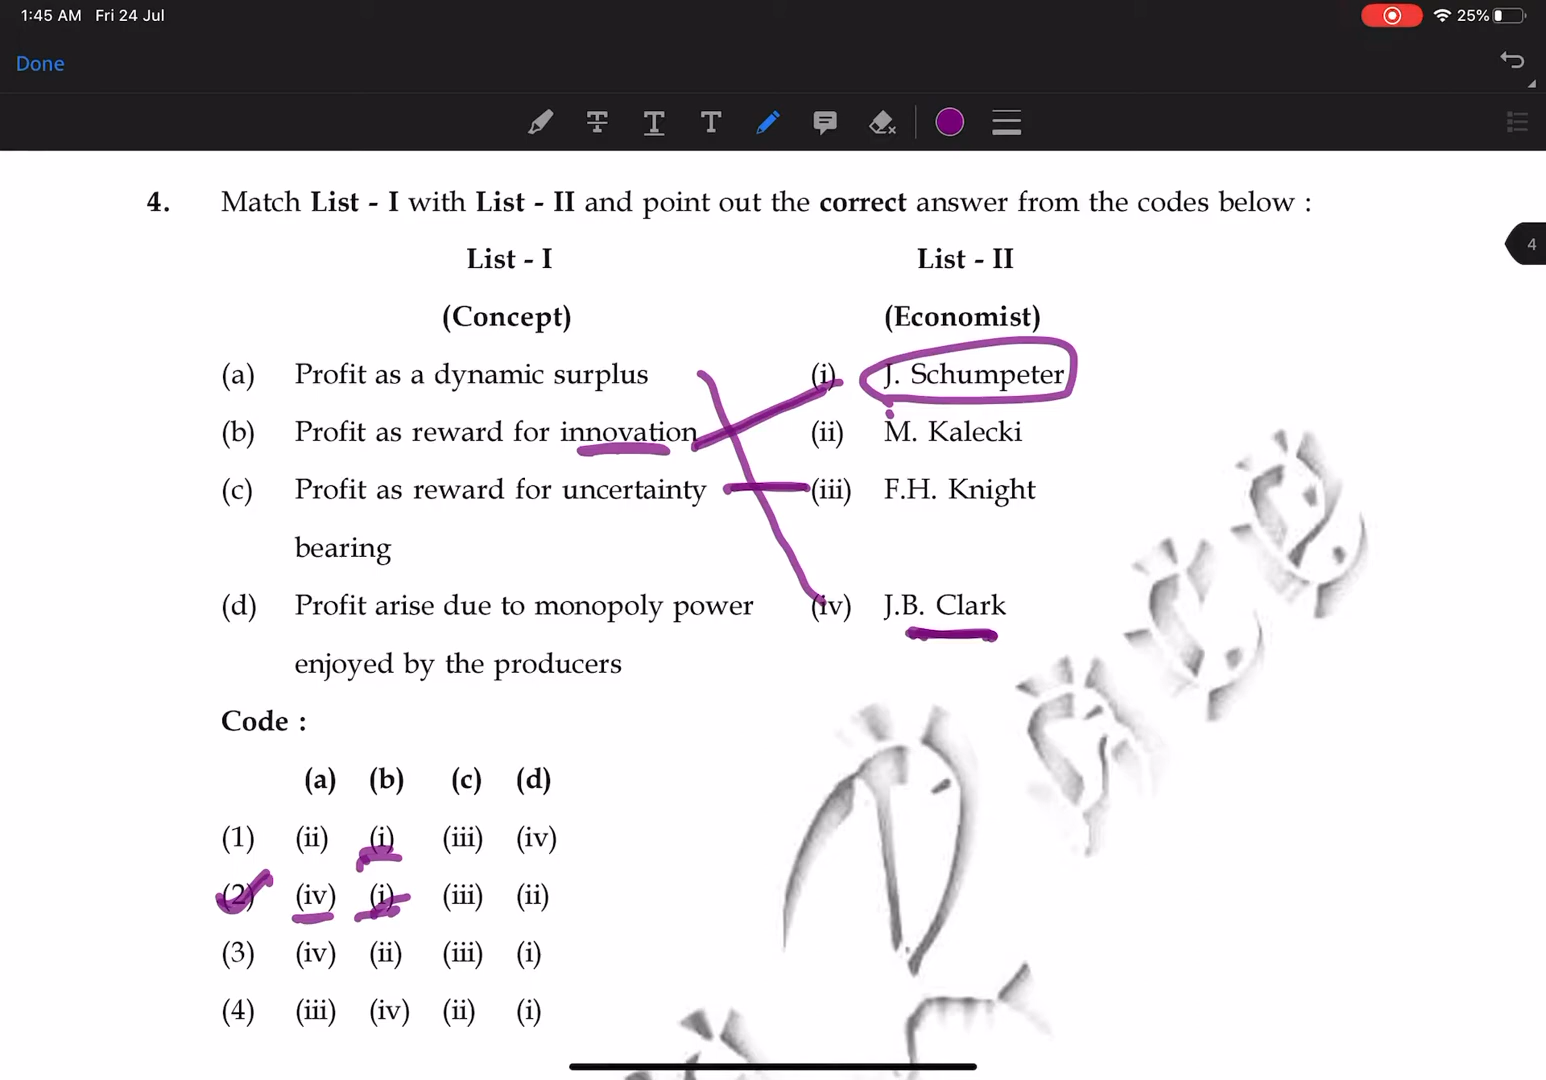 1:45 AM Fri 24 Jul
25%
Done
4
4. Match List - I with List - II and point out the correct answer from the codes below :
List - I List - II
(Concept) (Economist)
(a) Profit as a dynamic surplus (i) J. Schumpeter
(b) Profit as reward for innovation (ii) M. Kalecki
(c) Profit as reward for uncertainty (iii) F.H. Knight
bearing
(d) Profit arise due to monopoly power (iv) J.B. Clark
enjoyed by the producers
Code :
(a) (b) (c) (d)
(1) (ii) (i) (iii) (iv)
(2) (iv) (i) (iii) (ii)
(3) (iv) (ii) (iii) (i)
(4) (iii) (iv) (ii) (i)